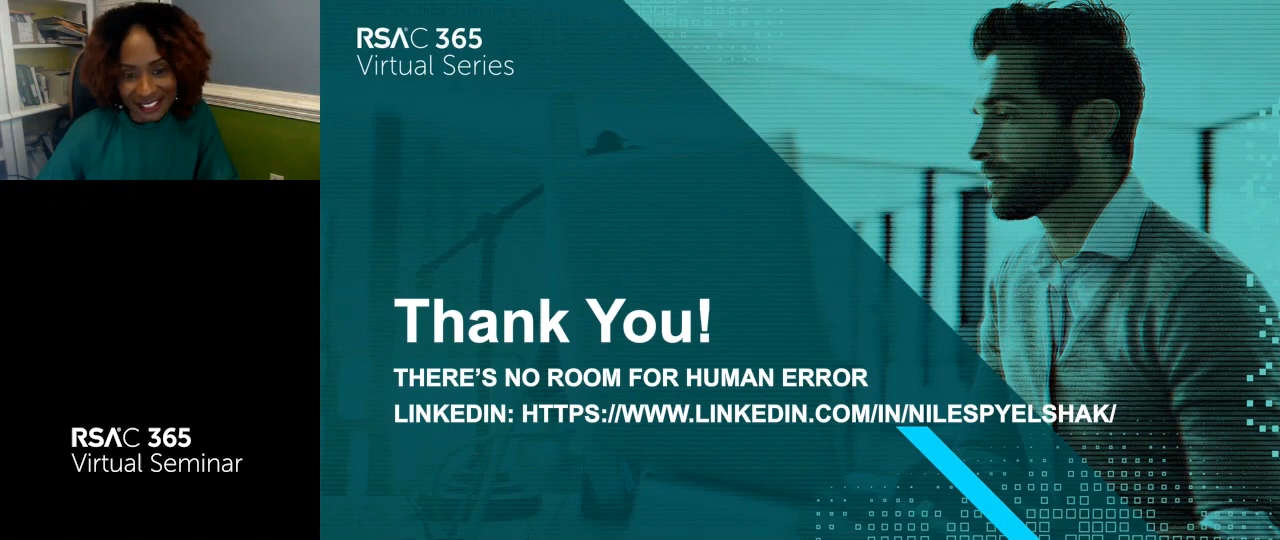 RSAC 365
Virtual Series
Thank You!
THERE'S NO ROOM FOR HUMAN ERROR
LINKEDIN: HTTPS://WWW.LINKEDIN.COM/IN/NILESPYELSHAK/
RSAC 365
Virtual Seminar